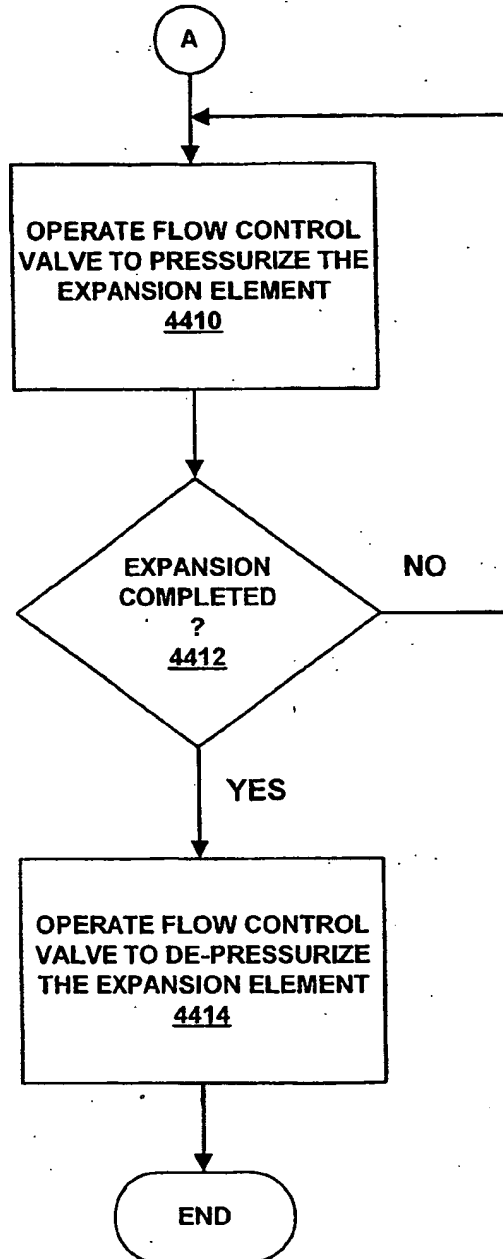 A
OPERATE FLOW CONTROL
VALVE TO PRESSURIZE THE
EXPANSION ELEMENT
4410
EXPANSION
COMPLETED
?
4412
NO
YES
OPERATE FLOW CONTROL
VALVE TO DE-PRESSURIZE
THE EXPANSION ELEMENT
4414
END